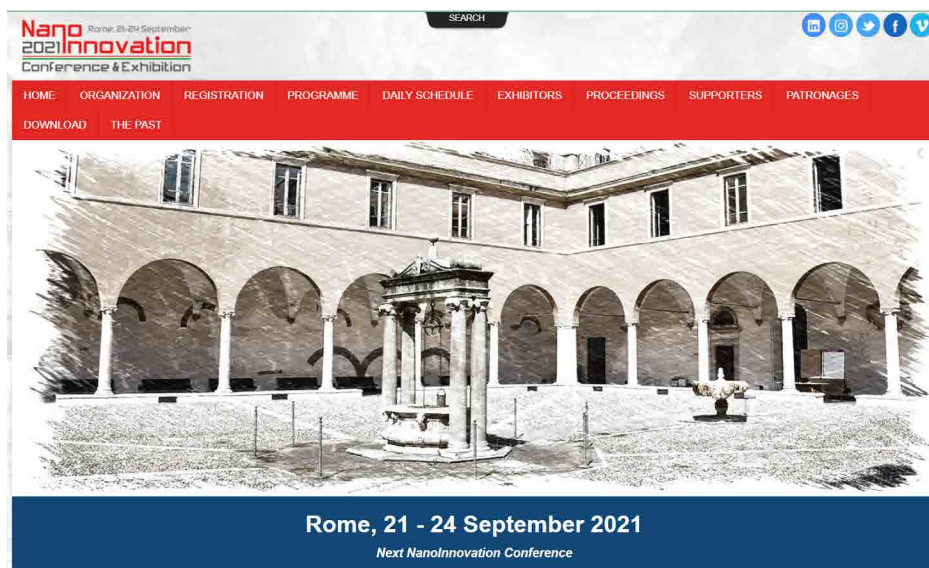 SEARCH
Nano Rome, 21-24 September
2021 Innovation
Conference & Exhibition
HOME ORGANIZATION REGISTRATION PROGRAMME DAILY SCHEDULE EXHIBITORS PROCEEDINGS SUPPORTERS PATRONAGES
DOWNLOAD THE PAST
Rome, 21 - 24 September 2021
Next NanoInnovation Conference